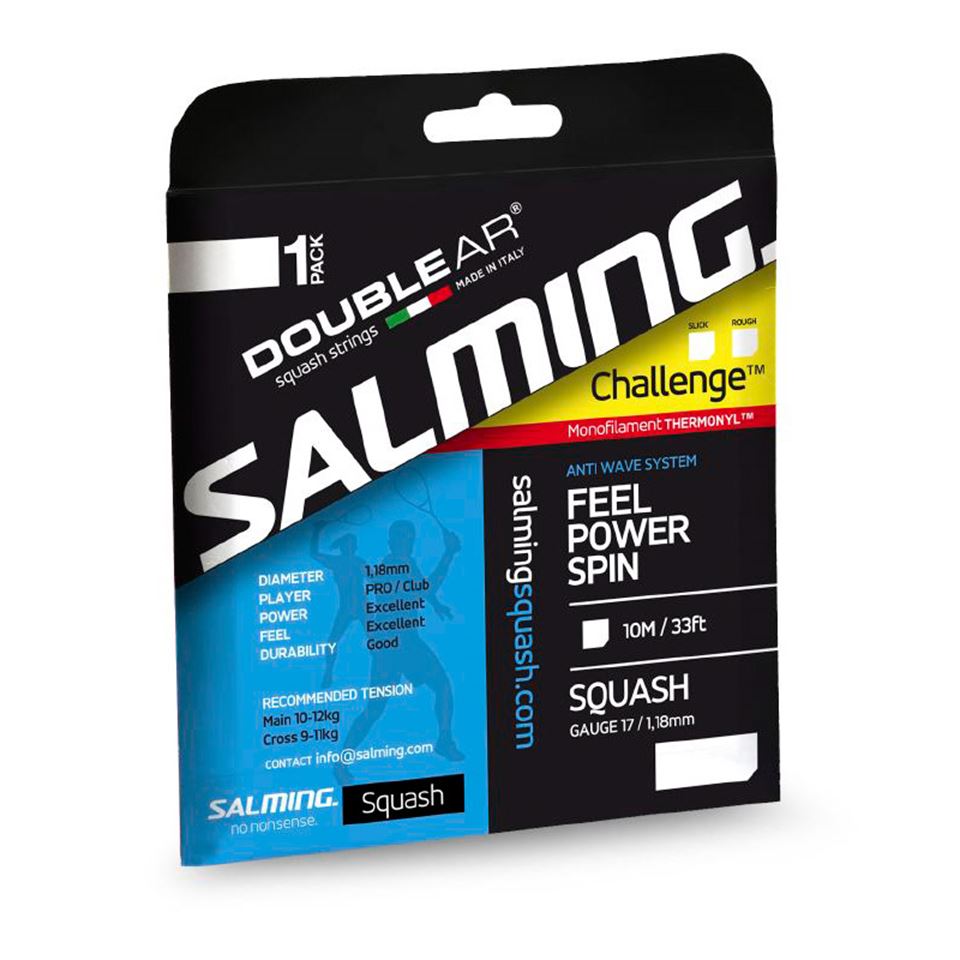 1
PACK
DOUBLEAR®
squash strings
MADE IN ITALY
SALMING.
SLICK ROUGH
Challenge™
Monofilament THERMONYL™
ANTI WAVE SYSTEM
FEEL
POWER
SPIN
10M / 33ft
SQUASH
GAUGE 17 / 1,18mm
salmingsquash.com
DIAMETER 1,18mm
PLAYER PRO / Club
POWER Excellent
FEEL Excellent
DURABILITY Good
RECOMMENDED TENSION
Main 10-12kg
Cross 9-11kg
CONTACT info@salming.com
SALMING. Squash
no nonsense.